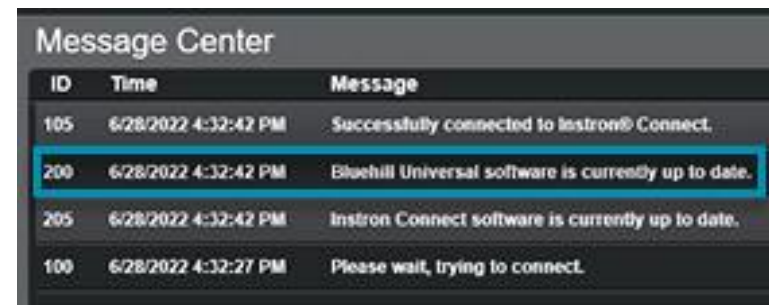 Message Center
ID Time Message
105 6/28/2022 4:32:42 PM Successfully connected to Instron® Connect.
200 6/28/2022 4:32:42 PM Bluehill Universal software is currently up to date.
205 6/28/2022 4:32:42 PM Instron Connect software is currently up to date.
100 6/28/2022 4:32:27 PM Please wait, trying to connect.